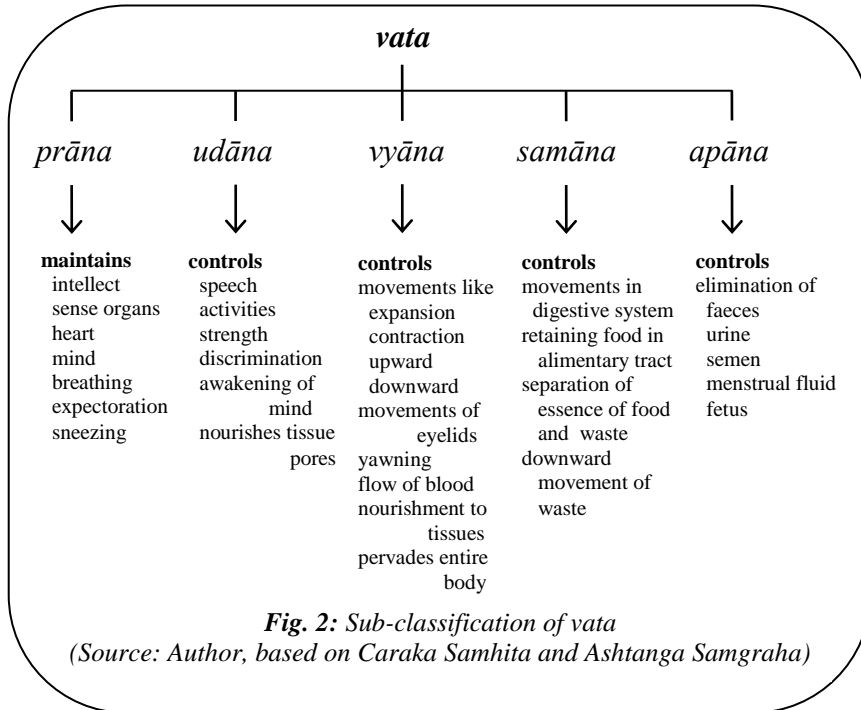 vata
prāna
udāna
vyāna
samāna
apāna
maintains
intellect
sense organs
heart
mind
breathing
expectoration
sneezing
controls
speech
activities
strength
discrimination
awakening of
mind
nourishes tissue
pores
controls
movements like
expansion
contraction
upward
downward
movements of
eyelids
yawning
flow of blood
nourishment to
tissues
pervades entire
body
controls
movements in
digestive system
retaining food in
alimentary tract
separation of
essence of food
and waste
downward
movement of
waste
controls
elimination of
faeces
urine
semen
menstrual fluid
fetus
Fig. 2: Sub-classification of vata
(Source: Author, based on Caraka Samhita and Ashtanga Samgraha)